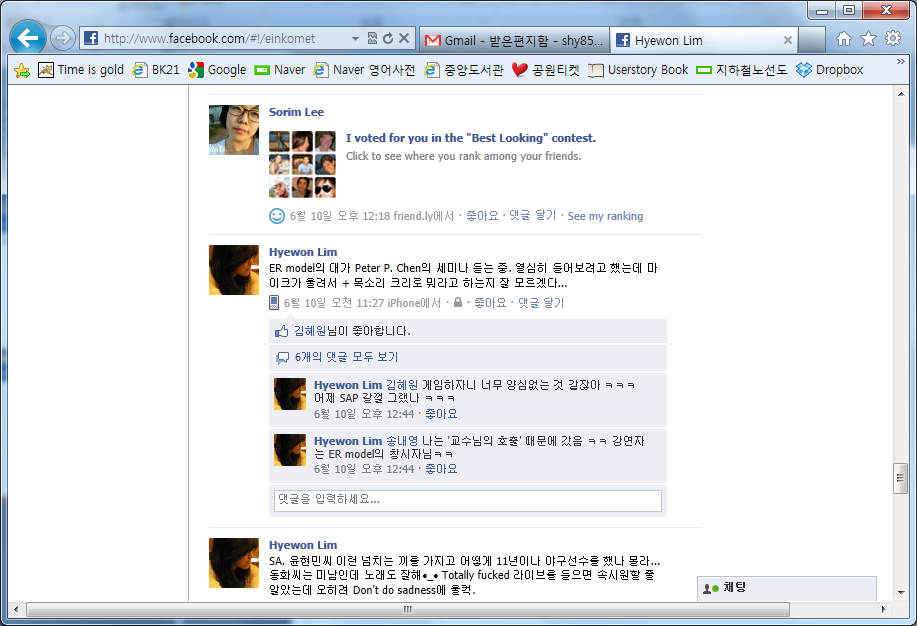 http://www.facebook.com/#!/einkomet
Gmail - 받은편지함 - shy85...
Hyewon Lim
Time is gold
BK21
Google
Naver
Naver 영어사전
중앙도서관
공원티켓
Userstory Book
지하철노선도
Dropbox
Sorim Lee
I voted for you in the "Best Looking" contest.
Click to see where you rank among your friends.
6월 10일 오후 12:18 friend.ly에서 · 좋아요 · 댓글 달기 · See my ranking
Hyewon Lim
ER model의 대가 Peter P. Chen의 세미나 듣는 중. 열심히 들어보려고 했는데 마
이크가 울려서 + 목소리 크리로 뭐라고 하는지 잘 모르겠다...
6월 10일 오전 11:27 iPhone에서 · 좋아요 · 댓글 달기
김혜원님이 좋아합니다.
6개의 댓글 모두 보기
Hyewon Lim 김혜원 게임하자니 너무 양심없는 것 같잖아 ㅋㅋㅋ
어제 SAP 갈껄 그랬나 ㅋㅋㅋ
6월 10일 오후 12:44 · 좋아요
Hyewon Lim 송내영 나는 '교수님의 호출' 때문에 갔음 ㅋㅋ 강연자
는 ER model의 창시자님ㅋㅋ
6월 10일 오후 12:44 · 좋아요
댓글을 입력하세요...
Hyewon Lim
SA. 윤현민씨 이런 넘치는 끼를 가지고 어떻게 11년이나 야구선수를 했나 몰라...
동화씨는 미남인데 노래도 잘해•_• Totally fucked 라이브를 들으면 속시원할 줄
알았는데 오히려 Don't do sadness에 울컥.
채팅